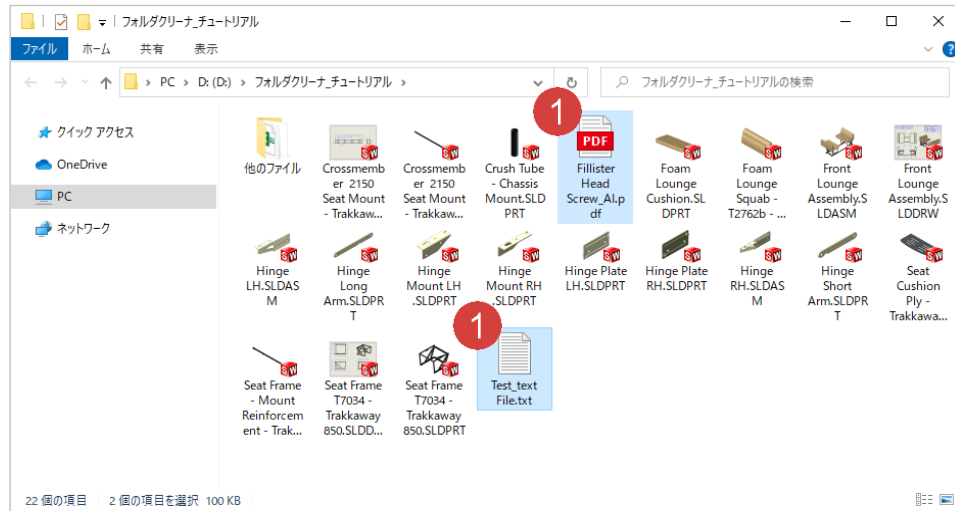 フォルダクリーナ_チュートリアル
ファイル ホーム 共有 表示
PC D: (D:) フォルダクリーナ_チュートリアル フォルダクリーナ_チュートリアルの検索
クイック アクセス
OneDrive
PC
ネットワーク
1
PDF
他のファイル
Crossmemb
er 2150
Seat Mount
- Trakkaw...
Crossmemb
er 2150
Seat Mount
- Trakkaw...
Crush Tube
- Chassis
Mount.SLD
PRT
Fillister
Head
Screw_AI.p
df
Foam
Lounge
Cushion.SL
DPRT
Foam
Lounge
Squab -
T2762b - ...
Front
Lounge
Assembly.S
LDASM
Front
Lounge
Assembly.S
LDDRW
Hinge
LH.SLDAS
M
Hinge
Long
Arm.SLDPR
T
Hinge
Mount LH
.SLDPRT
Hinge
Mount RH
.SLDPRT
Hinge Plate
LH.SLDPRT
Hinge Plate
RH.SLDPRT
Hinge
RH.SLDAS
M
Hinge
Short
Arm.SLDPR
T
Seat
Cushion
Ply -
Trakkawa...
1
Seat Frame
- Mount
Reinforcem
ent - Trak...
Seat Frame
T7034 -
Trakkaway
850.SLDD...
Seat Frame
T7034 -
Trakkaway
850.SLDPRT
Test_text
File.txt
22 個の項目 2 個の項目を選択 100 KB